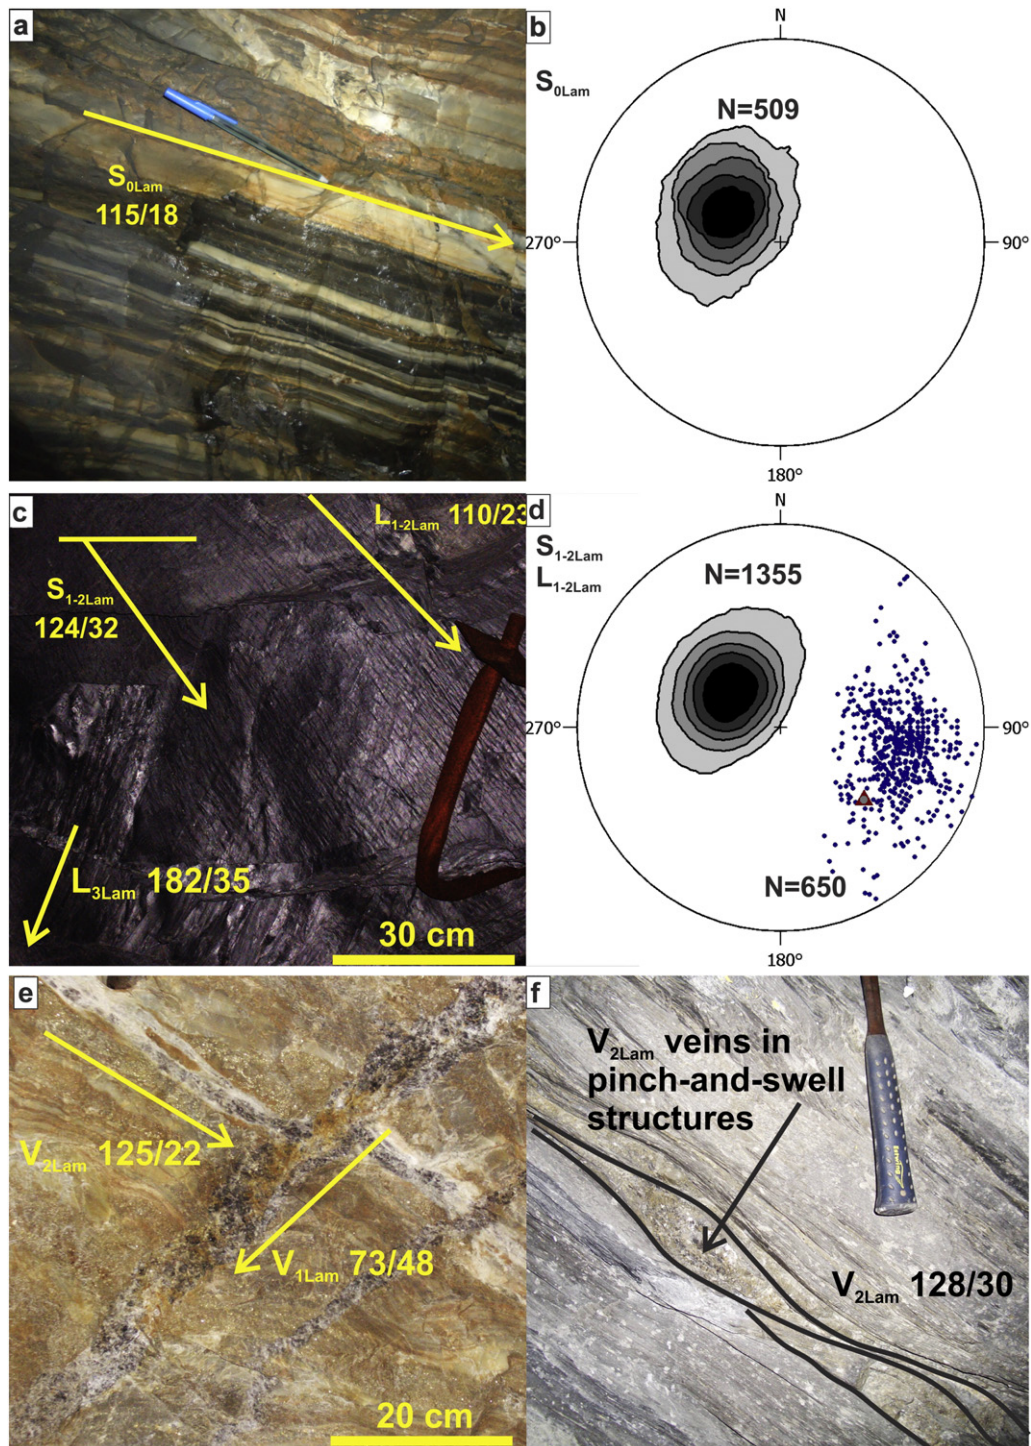 a
S0Lam
115/18
b
N
S0Lam
N=509
270°
90°
180°
c
L1-2Lam 110/23
S1-2Lam
124/32
L3Lam 182/35
30 cm
d
N
S1-2Lam
L1-2Lam
N=1355
270°
90°
N=650
180°
e
V2Lam 125/22
V1Lam 73/48
20 cm
f
V2Lam veins in
pinch-and-swell
structures
V2Lam 128/30